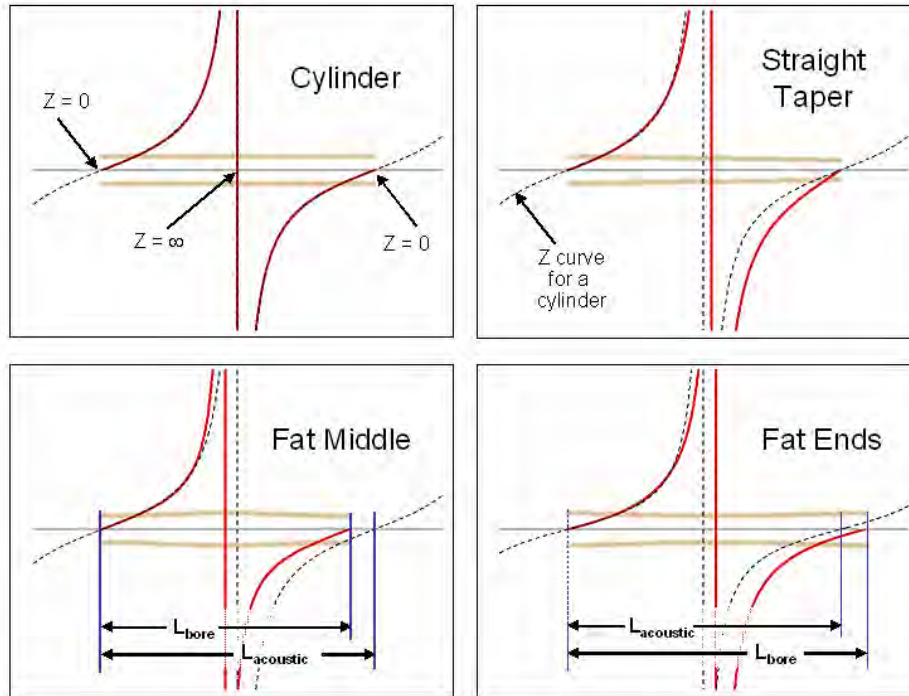 Cylinder
Z = 0
Z = ∞
Z = 0
Straight
Taper
Z curve
for a
cylinder
Fat Middle
L_bore
L_acoustic
Fat Ends
L_acoustic
L_bore